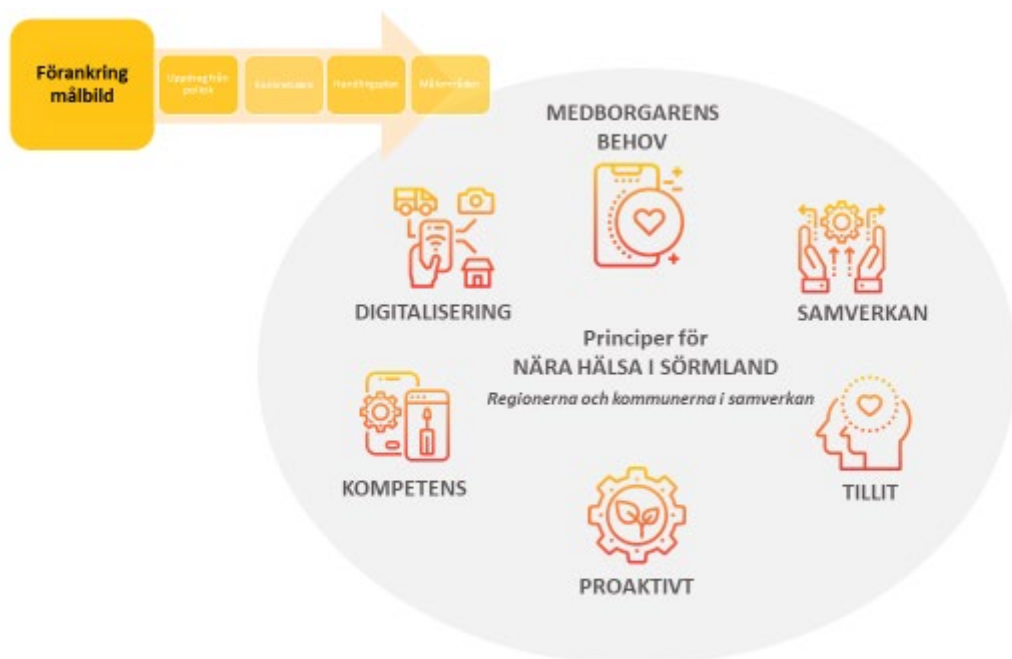 Förankring
målbild
Uppdrag från
politik
Handlingsplan
Målområden
MEDBORGARENS
BEHOV
DIGITALISERING
SAMVERKAN
Principer för
NÄRA HÄLSA I SÖRMLAND
Regionerna och kommunerna i samverkan
KOMPETENS
TILLIT
PROAKTIVT